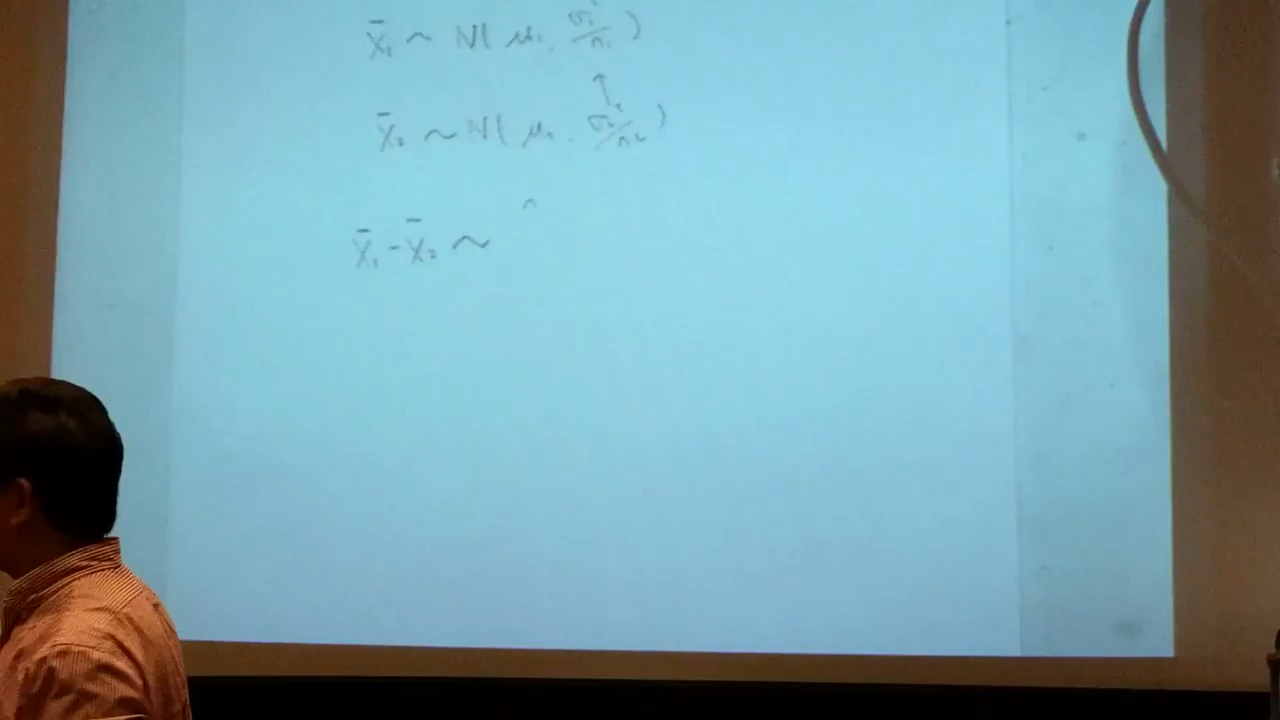 X̄₁ ~ N( μ₁, σ₁²/n₁ )
↑
X̄₂ ~ N( μ₂, σ₂²/n₂ )
X̄₁ - X̄₂ ~